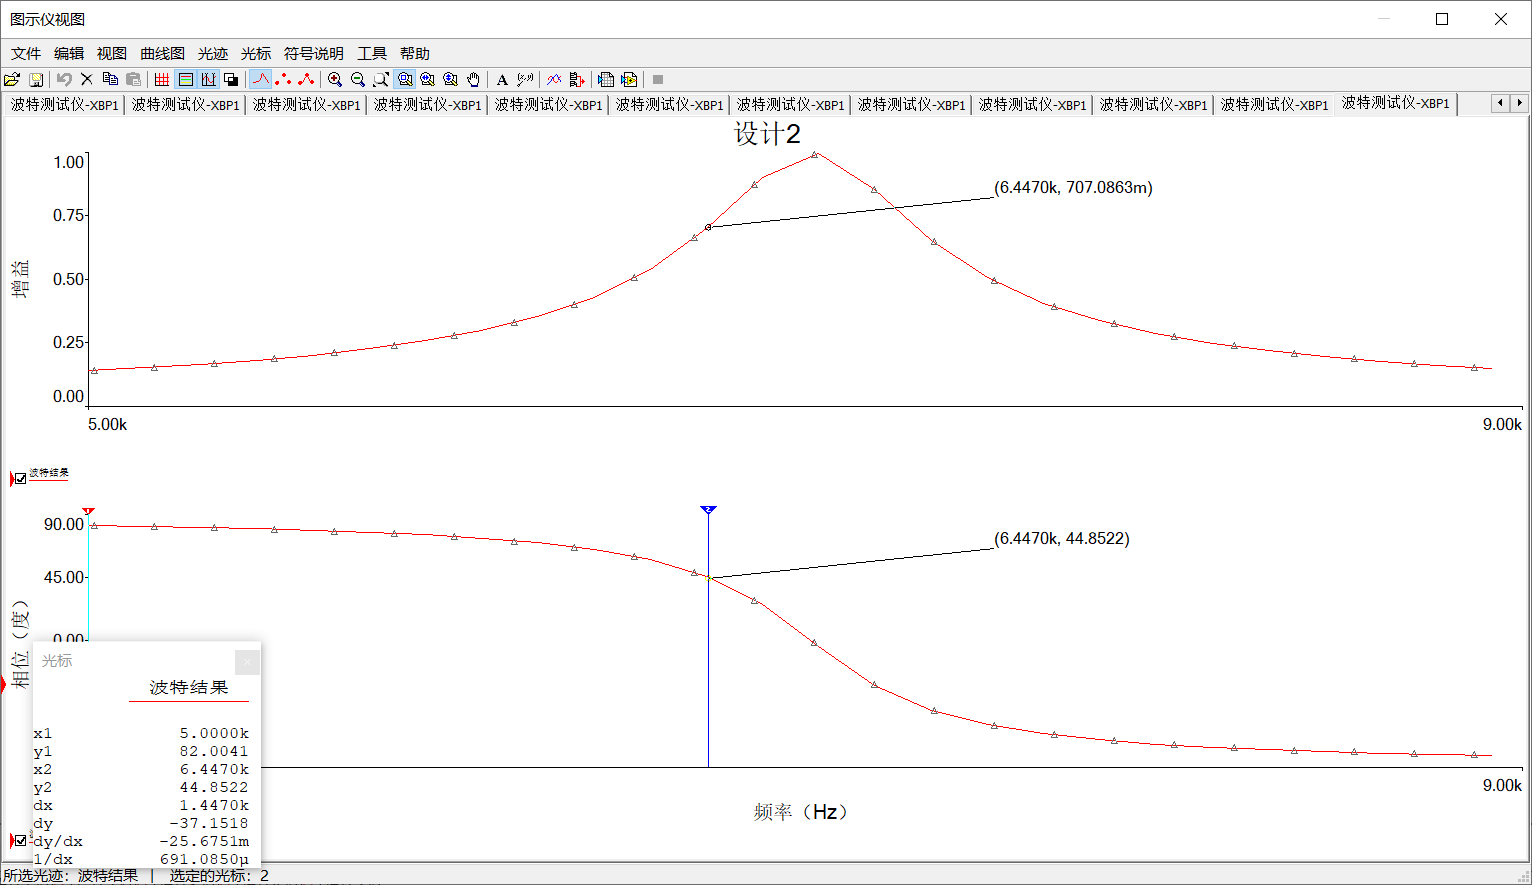 图示仪视图
文件 编辑 视图 曲线图 光迹 光标 符号说明 工具 帮助
A
波特测试仪-XBP1 波特测试仪-XBP1 波特测试仪-XBP1 波特测试仪-XBP1 波特测试仪-XBP1 波特测试仪-XBP1 波特测试仪-XBP1 波特测试仪-XBP1 波特测试仪-XBP1 波特测试仪-XBP1 波特测试仪-XBP1 波特测试仪-XBP1
设计2
增益
1.00
0.75
0.50
0.25
0.00
(6.4470k, 707.0863m)
5.00k 9.00k
波特结果
1 2
相位（度）
90.00
45.00
0.00
(6.4470k, 44.8522)
9.00k
频率（Hz）
光标
波特结果
x1 5.0000k
y1 82.0041
x2 6.4470k
y2 44.8522
dx 1.4470k
dy -37.1518
dy/dx -25.6751m
1/dx 691.0850µ
所选光迹：波特结果 | 选定的光标：2